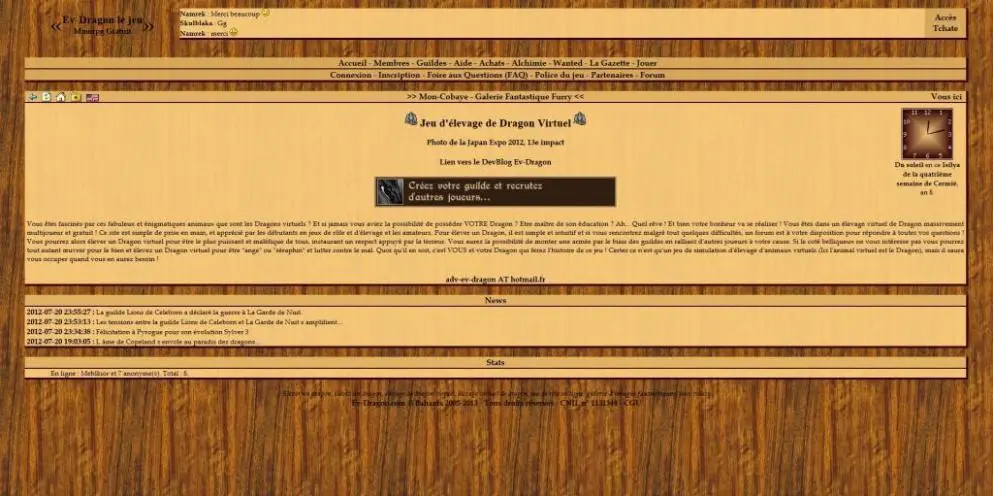 Ev-Dragon le jeu
Mmorpg Gratuit
Namrek : Merci beaucoup
Skulblaka : Gg
Namrek : merci
Accès
Tchate
Accueil - Membres - Guildes - Aide - Achats - Alchimie - Wanted - La Gazette - Jouer
Connexion - Inscription - Foire aux Questions (FAQ) - Police du jeu - Partenaires - Forum
>> Mon-Cobaye - Galerie Fantastique Furry <<
Vous ici
Jeu d'élevage de Dragon Virtuel
Photo de la Japan Expo 2012, 13e impact
Lien vers le DevBlog Ev-Dragon
Créez votre guilde et recrutez
d'autres joueurs...
11 12 1
10 2
9 3
8 4
7 6 5
Du soleil en ce
de la quatrième
semaine de
an 8.
Vous êtes fascinés par ces fabuleux et énigmatiques animaux que sont les Dragons virtuels ? Et si jamais vous aviez la possibilité de posséder VOTRE Dragon ? Etre maître de son éducation ? Ah... Quel rêve ! Et bien votre bonheur va se réaliser ! Vous êtes dans un élevage virtuel de Dragon massivement
multijoueur et gratuit ! Ce site est simple de prise en main, et apprécié par les débutants en jeux de rôle et d'élevage et les amateurs. Pour élever un Dragon, il est simple et intuitif et si vous rencontrez malgré tout quelques difficultés, un forum est à votre disposition pour répondre à toutes vos questions !
Vous pourrez alors élever un Dragon virtuel pour être le plus puissant et maléfique de tous, instaurant un respect appuyé par la terreur. Vous aurez la possibilité de monter une armée par le biais des guildes en ralliant d'autres joueurs à votre cause. Si le coté belliqueux ne vous intéresse pas vous pourrez
tout autant œuvrer pour le bien et élevez un Dragon virtuel pour être "ange" ou "séraphin" et lutter contre le mal. Quoi qu'il en soit, c'est VOUS et votre Dragon qui ferez l'histoire de ce jeu ! Certes ce n'est qu'un jeu de simulation d'élevage d'animaux virtuels (Ici l'animal virtuel est le Dragon), mais il saura
vous occuper quand vous en aurez besoin !
adv-ev-dragon AT hotmail.fr
News
2012-07-20 23:55:27 : La guilde Lions de Celeborn a déclaré la guerre à La Garde de Nuit.
2012-07-20 23:53:13 : Les tensions entre la guilde Lions de Celeborn et La Garde de Nuit s amplifient...
2012-07-20 23:34:38 : Félicitation à Pyrogue pour son évolution Sylver 3
2012-07-20 19:03:05 : L âme de Copeland s envole au paradis des dragons...
Stats
En ligne : Mehlkior et 7 anonyme(s). Total : 8.
Ev-Dragon.com © Baharifs 2005-2013 - Tous droits réservés - CNIL n° 1131348 - CGU